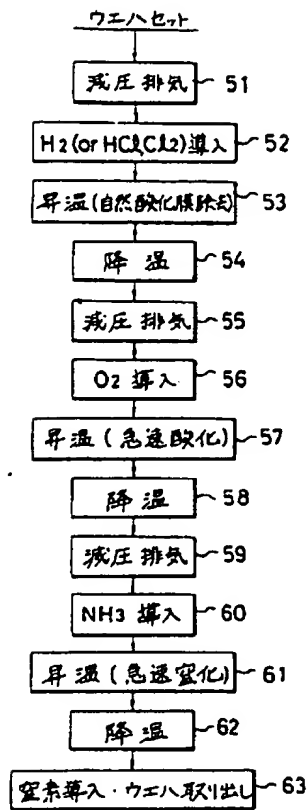 ウエハセット
減圧排気 51
H2(or HCl,Cl2)導入 52
昇温(自然酸化膜除去) 53
降温 54
減圧排気 55
O2 導入 56
昇温(急速酸化) 57
降温 58
減圧排気 59
NH3 導入 60
昇温(急速窒化) 61
降温 62
窒素導入・ウエハ取り出し 63